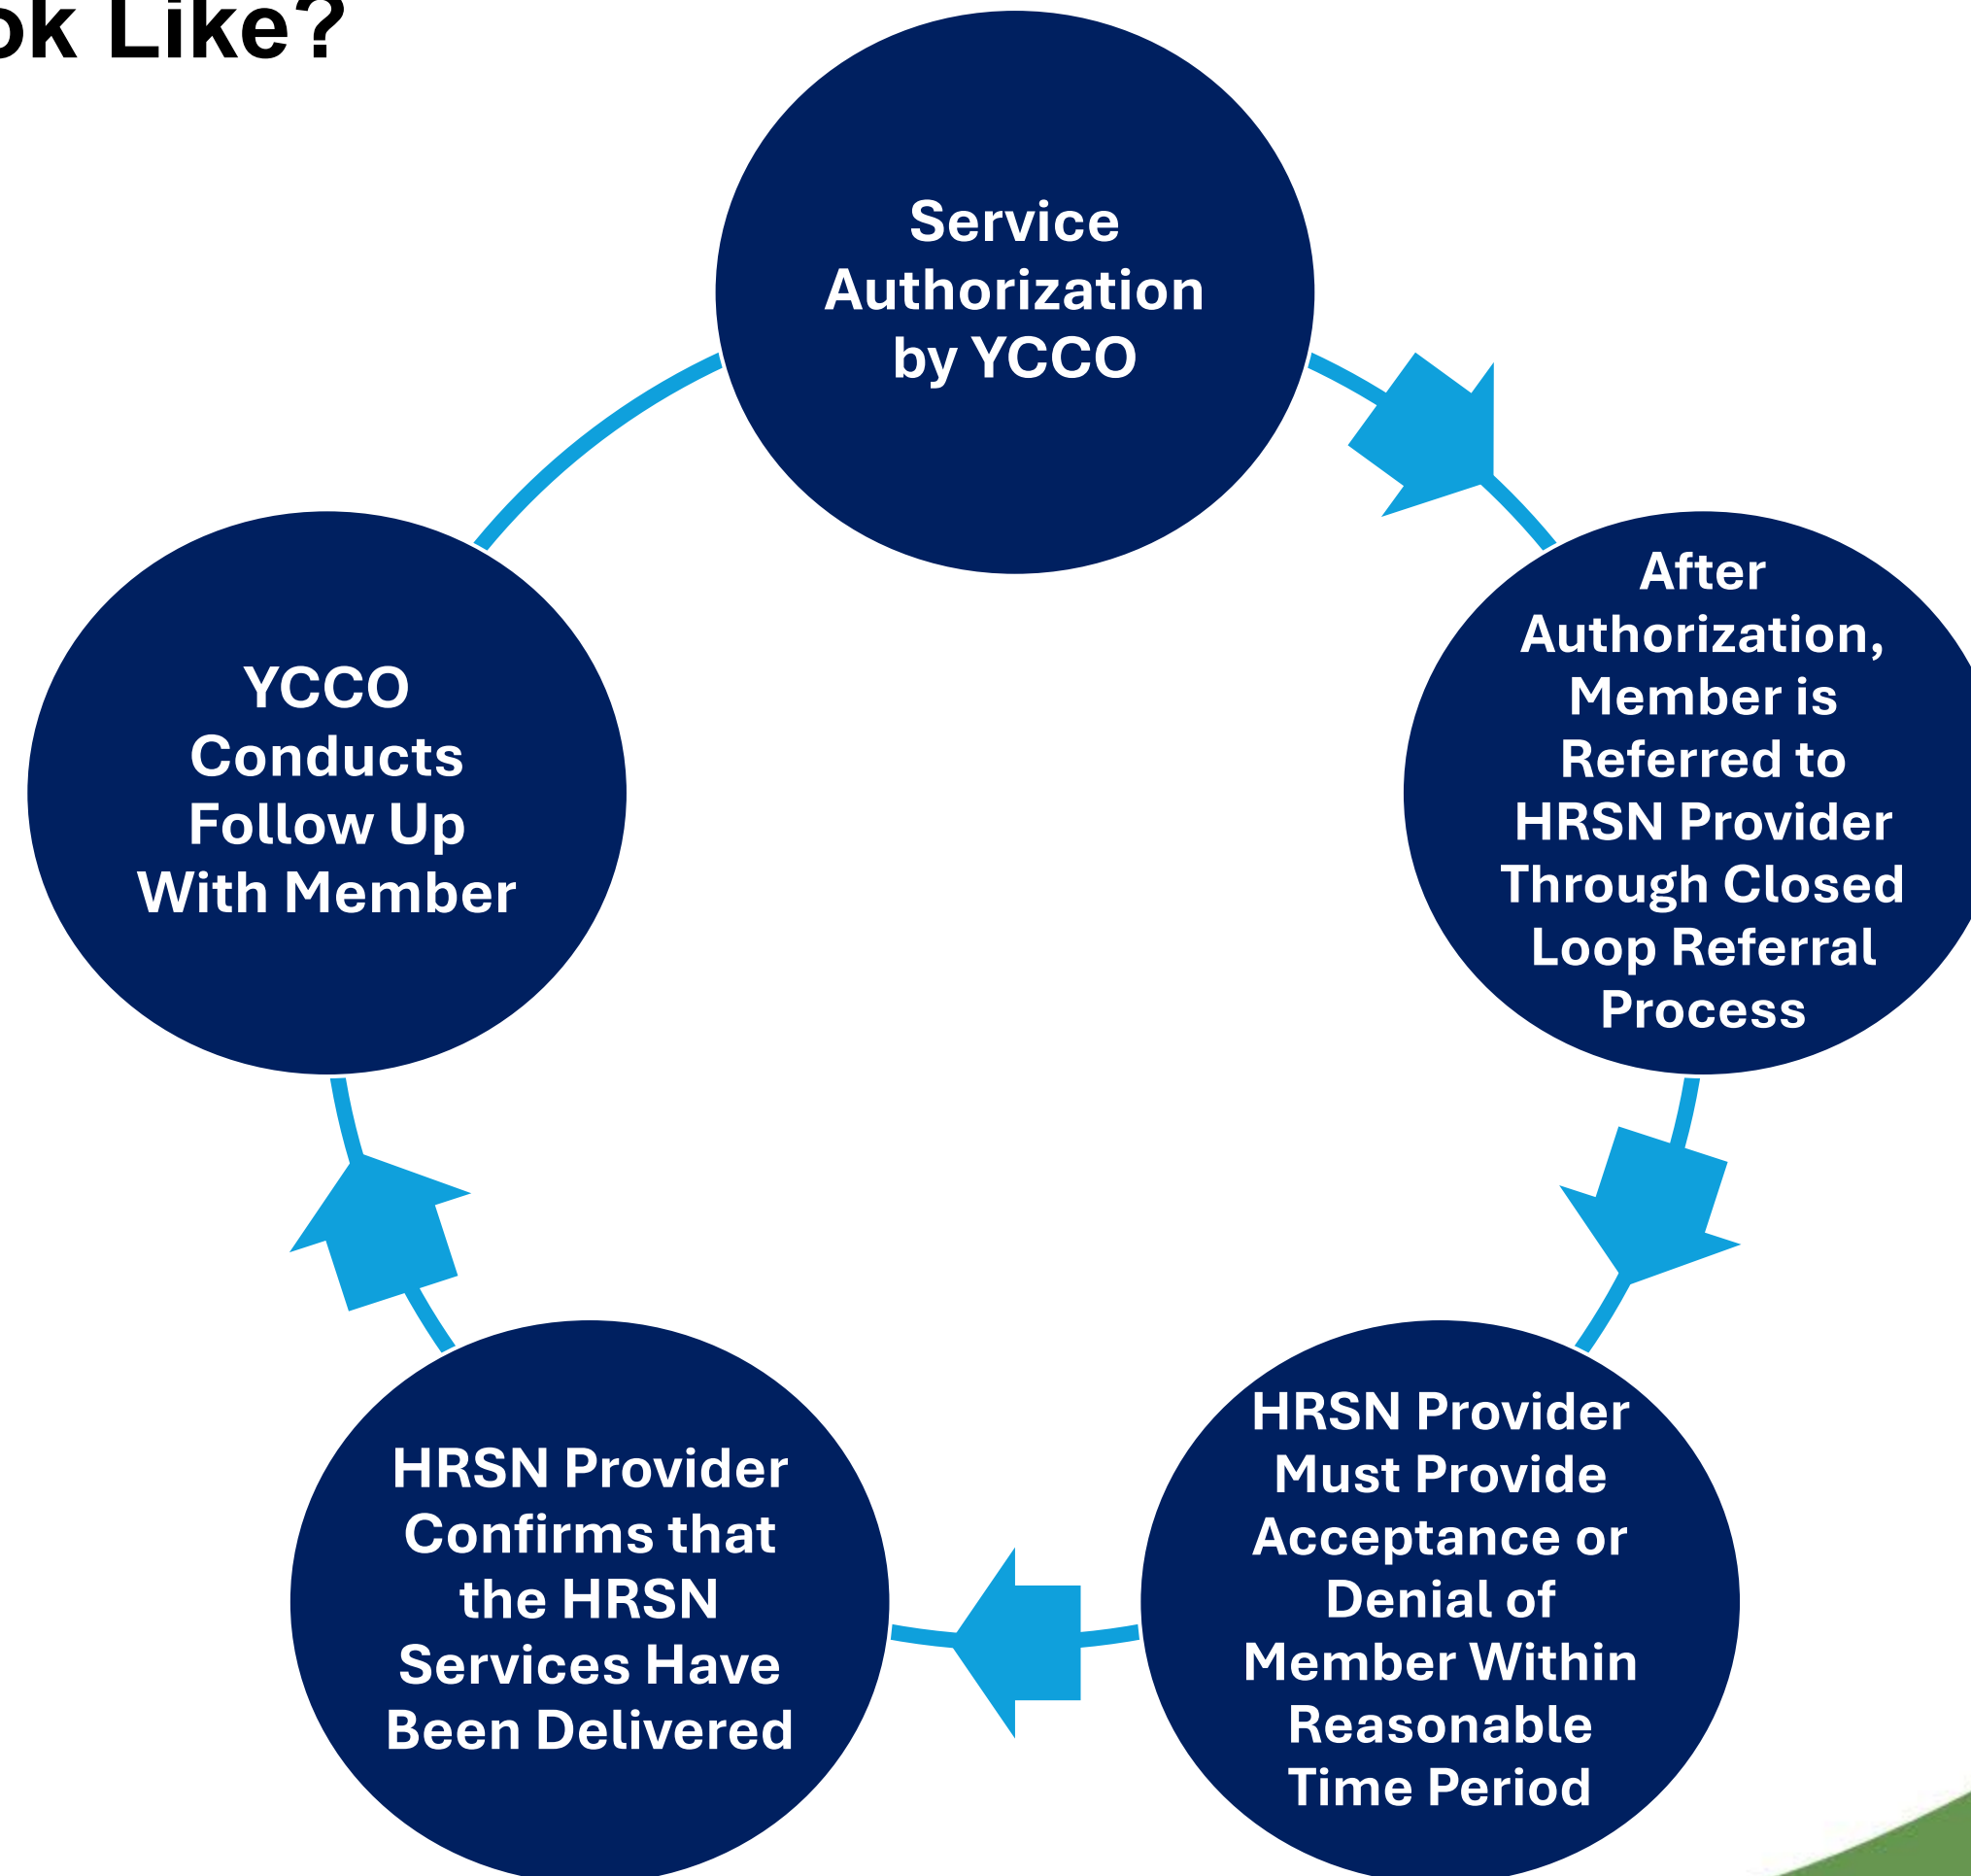 ok Like?
Service
Authorization
by YCCO
After
Authorization,
Member is
Referred to
HRSN Provider
Through Closed
Loop Referral
Process
HRSN Provider
Must Provide
Acceptance or
Denial of
Member Within
Reasonable
Time Period
HRSN Provider
Confirms that
the HRSN
Services Have
Been Delivered
YCCO
Conducts
Follow Up
With Member